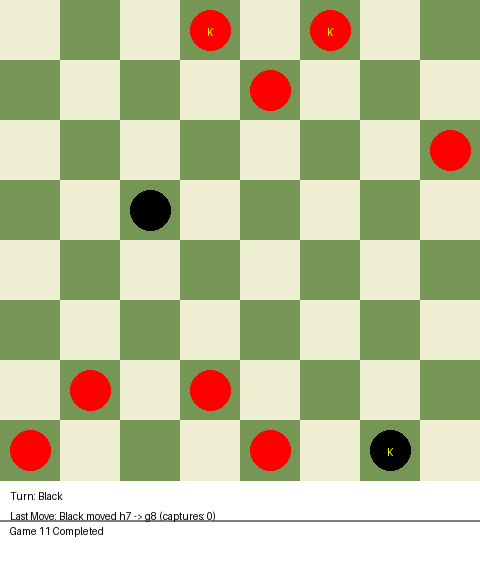 K
K
K
Turn: Black
Last Move: Black moved h7 -> g8 (captures: 0)
Game 11 Completed